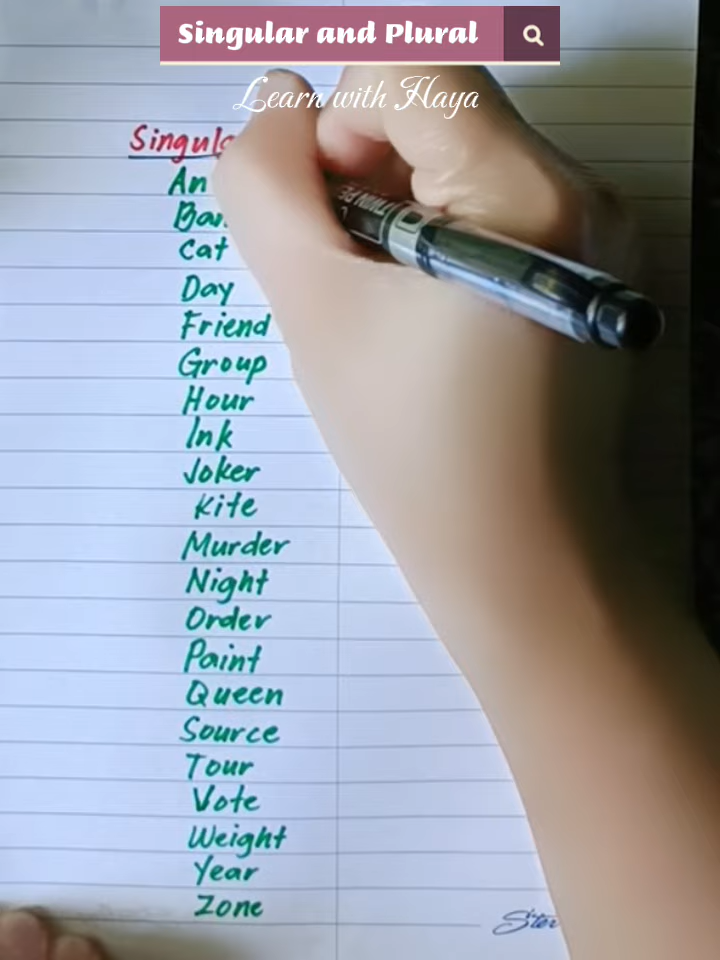 Singular and Plural
Learn with Haya
Cat
Day
Friend
Group
Hour
Ink
Joker
Kite
Murder
Night
Order
Paint
Queen
Source
Tour
Vote
Weight
Year
Zone